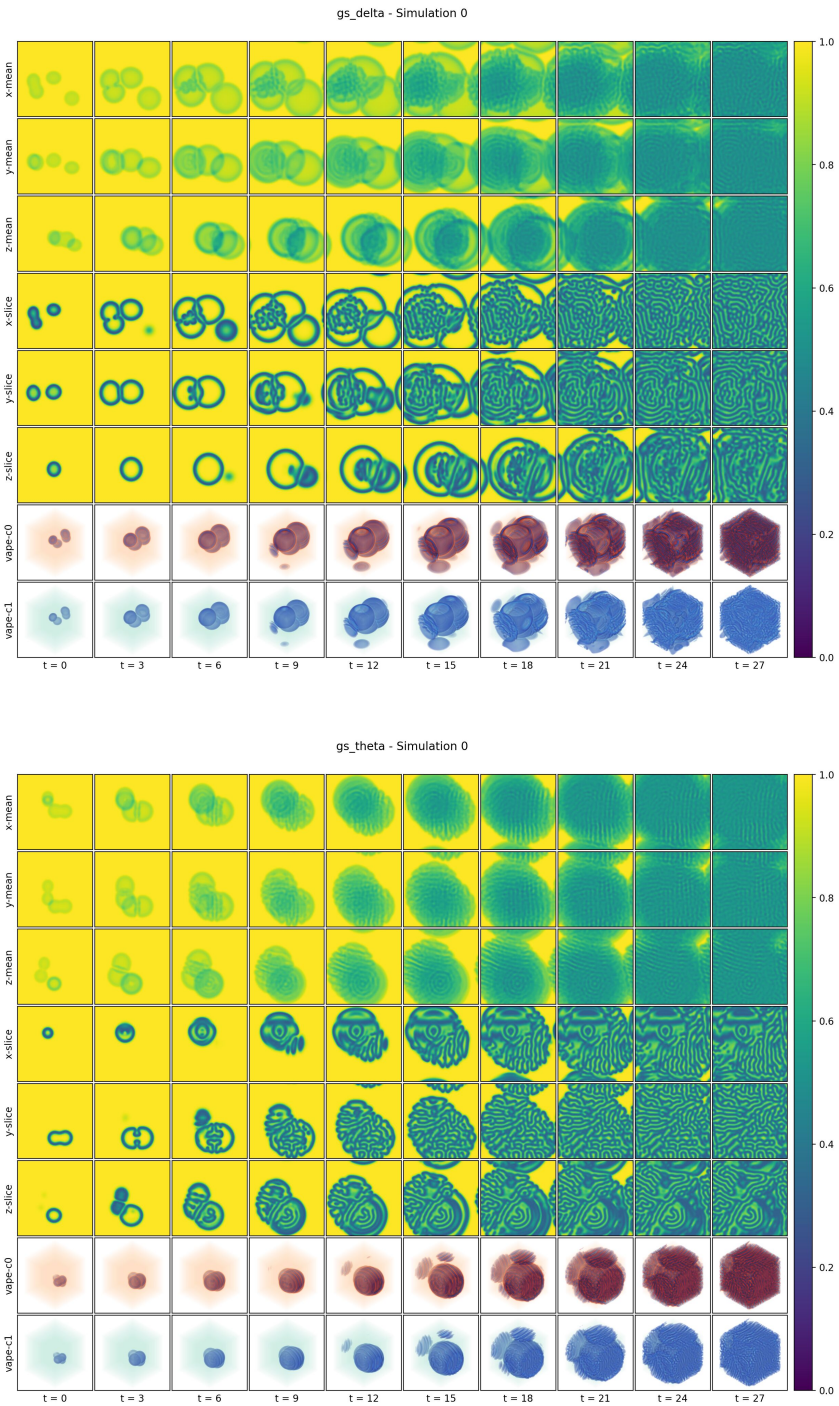 gs_delta - Simulation 0
x-mean
y-mean
z-mean
x-slice
y-slice
z-slice
vape-c0
vape-c1
t = 0 t = 3 t = 6 t = 9 t = 12 t = 15 t = 18 t = 21 t = 24 t = 27
1.0
0.8
0.6
0.4
0.2
0.0
gs_theta - Simulation 0
x-mean
y-mean
z-mean
x-slice
y-slice
z-slice
vape-c0
vape-c1
t = 0 t = 3 t = 6 t = 9 t = 12 t = 15 t = 18 t = 21 t = 24 t = 27
1.0
0.8
0.6
0.4
0.2
0.0